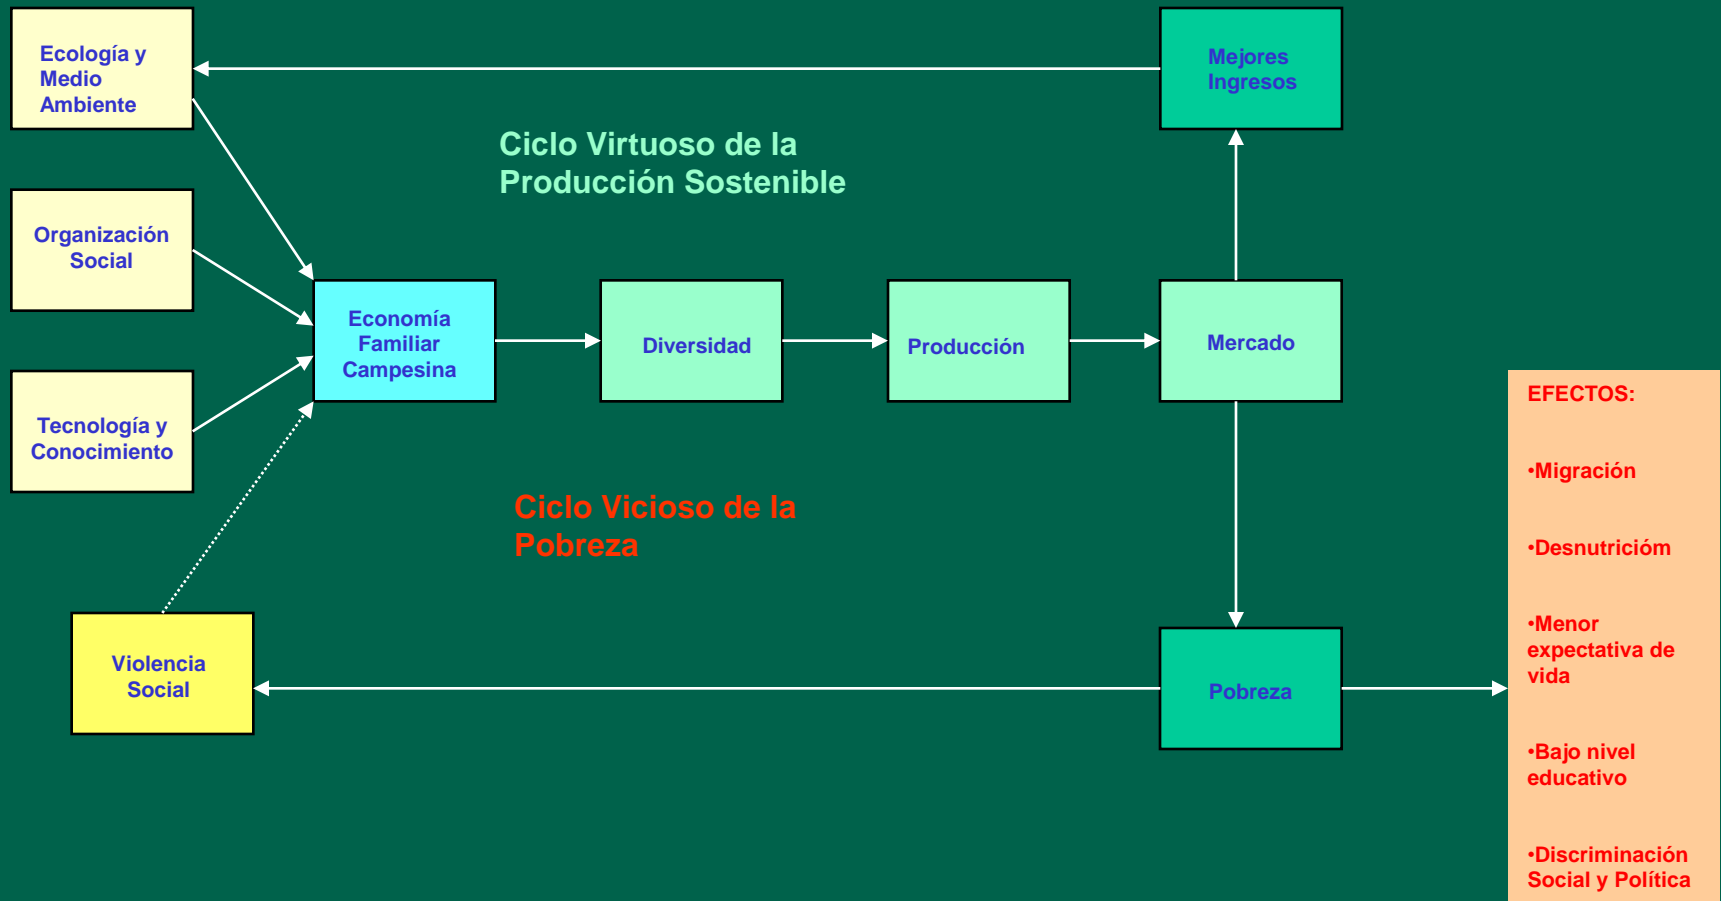 Ecología y
Medio
Ambiente
Mejores
Ingresos
Ciclo Virtuoso de la
Producción Sostenible
Organización
Social
Economía
Familiar
Campesina
Diversidad
Producción
Mercado
Tecnología y
Conocimiento
Ciclo Vicioso de la
Pobreza
Violencia
Social
Pobreza
EFECTOS:
•Migración
•Desnutricióm
•Menor
expectativa de
vida
•Bajo nivel
educativo
•Discriminación
Social y Política